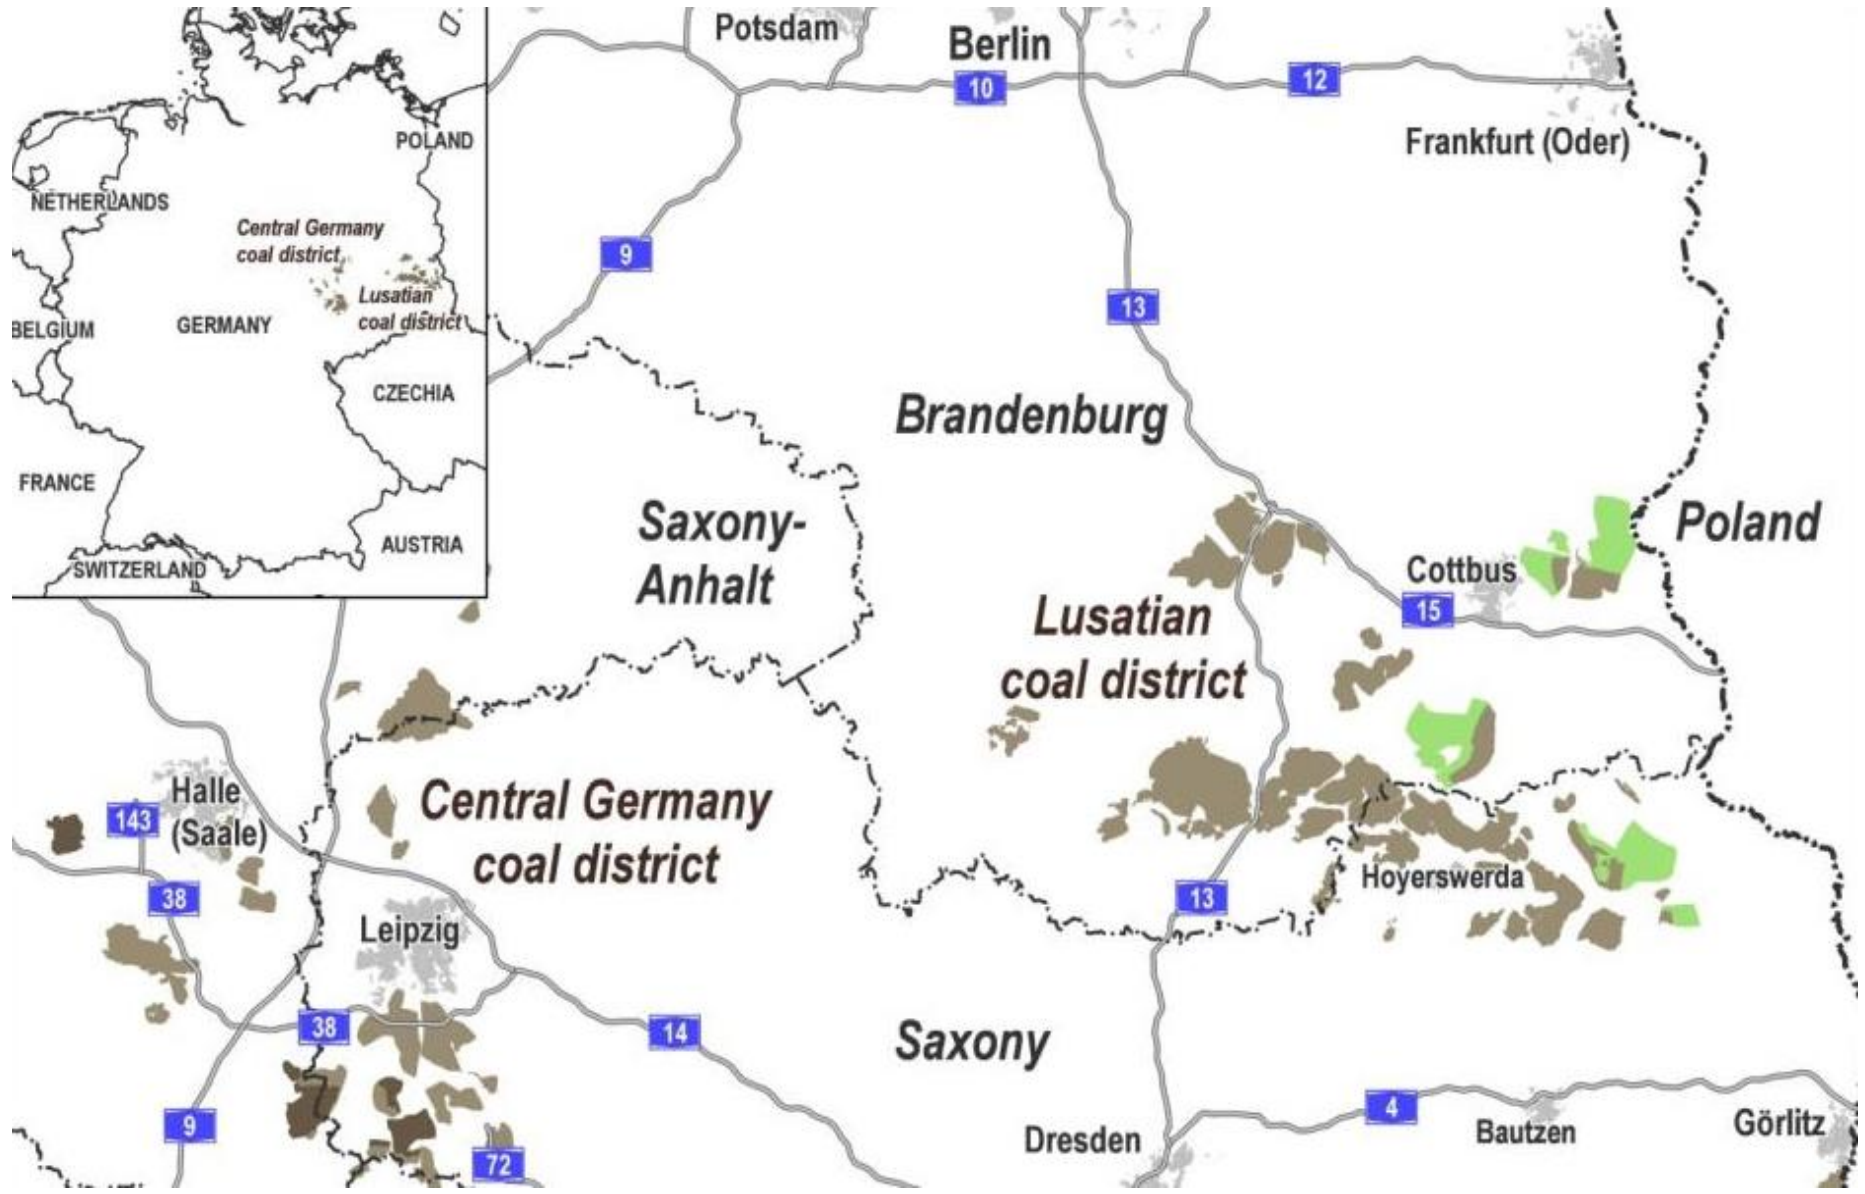 Potsdam
Berlin
10
12
Frankfurt (Oder)
POLAND
NETHERLANDS
Central Germany
coal district
Lusatian
coal district
BELGIUM
GERMANY
CZECHIA
FRANCE
AUSTRIA
SWITZERLAND
9
13
Brandenburg
Saxony-
Anhalt
Poland
Cottbus
15
Lusatian
coal district
Halle
(Saale)
143
38
Central Germany
coal district
Hoyerswerda
13
Leipzig
38
14
Saxony
9
72
Dresden
4
Bautzen
Görlitz